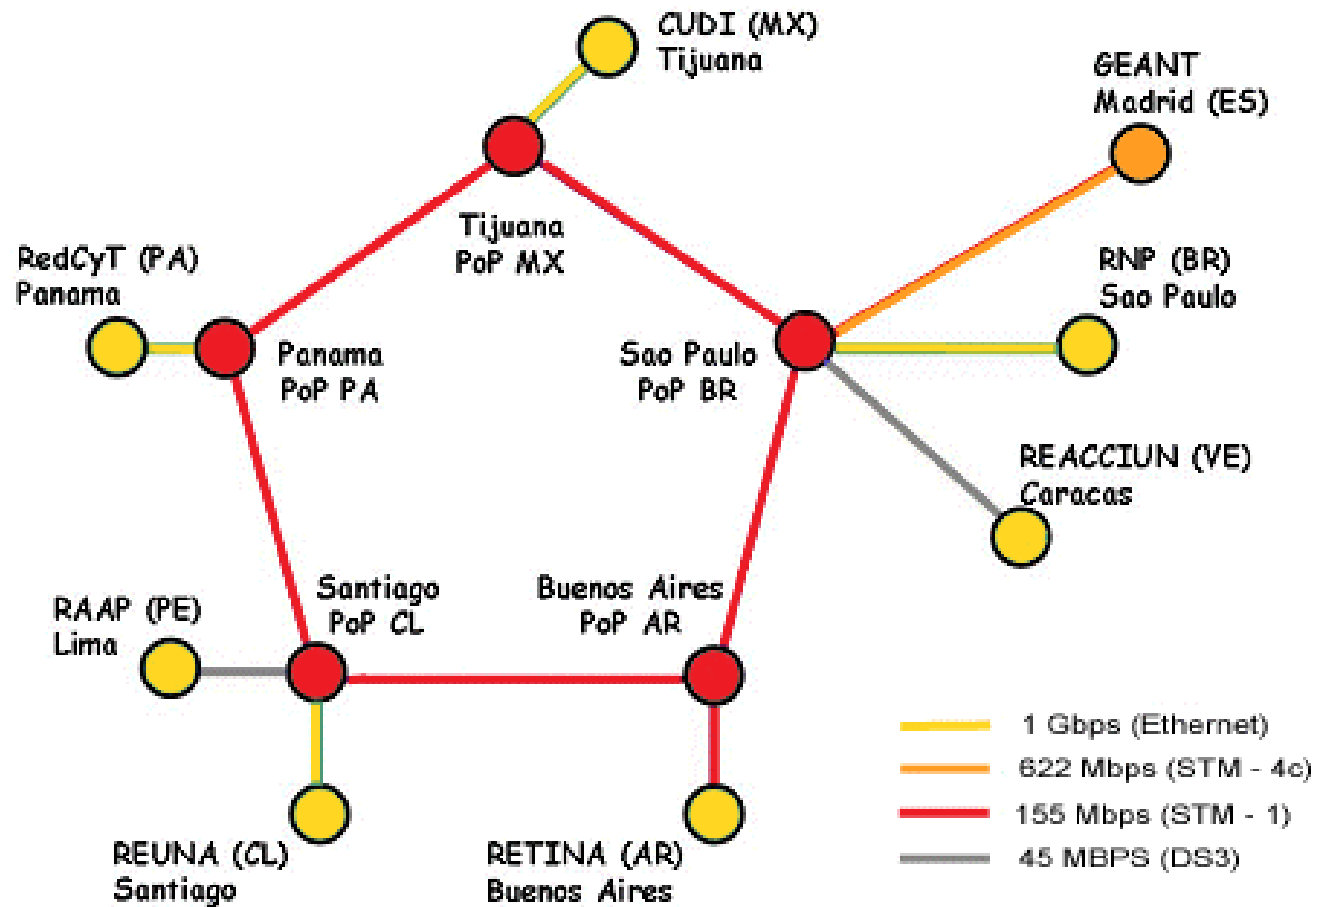 CUDI (MX)
Tijuana
GEANT
Madrid (ES)
Tijuana
PoP MX
RedCyT (PA)
Panama
RNP (BR)
Sao Paulo
Panama
PoP PA
Sao Paulo
PoP BR
REACCIUN (VE)
Caracas
Santiago
PoP CL
Buenos Aires
PoP AR
RAAP (PE)
Lima
1 Gbps (Ethernet)
622 Mbps (STM - 4c)
155 Mbps (STM - 1)
45 MBPS (DS3)
REUNA (CL)
Santiago
RETINA (AR)
Buenos Aires